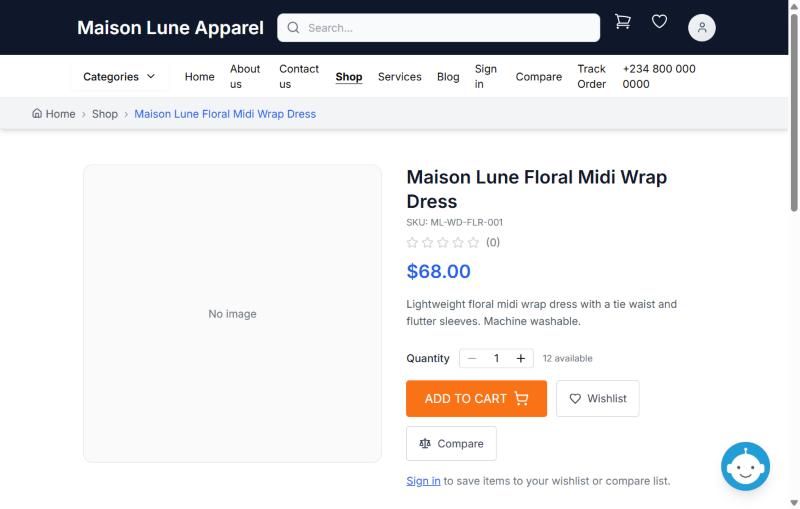 Maison Lune Apparel
Search...
Categories
Home
About us
Contact us
Shop
Services
Blog
Sign in
Compare
Track Order
+234 800 000 0000
Home › Shop › Maison Lune Floral Midi Wrap Dress
No image
Maison Lune Floral Midi Wrap
Dress
SKU: ML-WD-FLR-001
(0)
$68.00
Lightweight floral midi wrap dress with a tie waist and
flutter sleeves. Machine washable.
Quantity − 1 + 12 available
ADD TO CART
Wishlist
Compare
Sign in to save items to your wishlist or compare list.